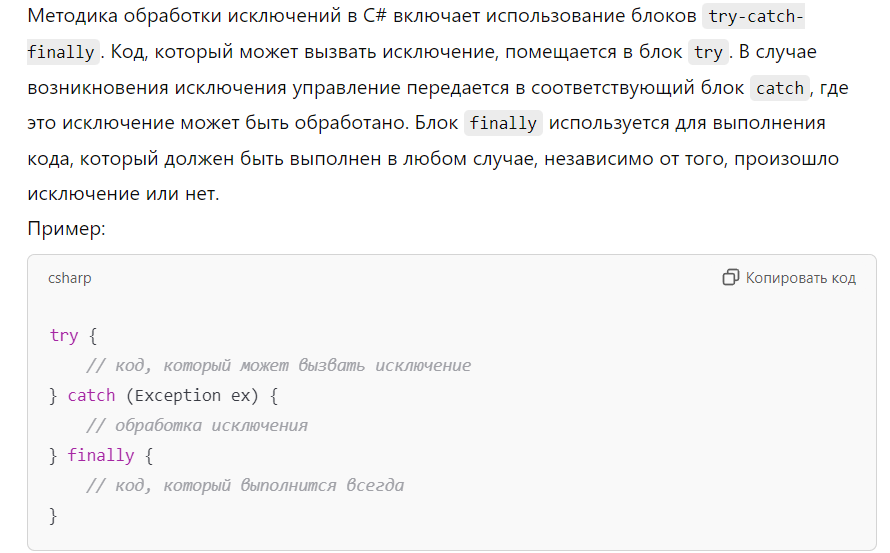 Методика обработки исключений в C# включает использование блоков try-catch-
finally. Код, который может вызвать исключение, помещается в блок try. В случае
возникновения исключения управление передается в соответствующий блок catch, где
это исключение может быть обработано. Блок finally используется для выполнения
кода, который должен быть выполнен в любом случае, независимо от того, произошло
исключение или нет.
Пример:
csharp Копировать код
try {
    // код, который может вызвать исключение
} catch (Exception ex) {
    // обработка исключения
} finally {
    // код, который выполнится всегда
}